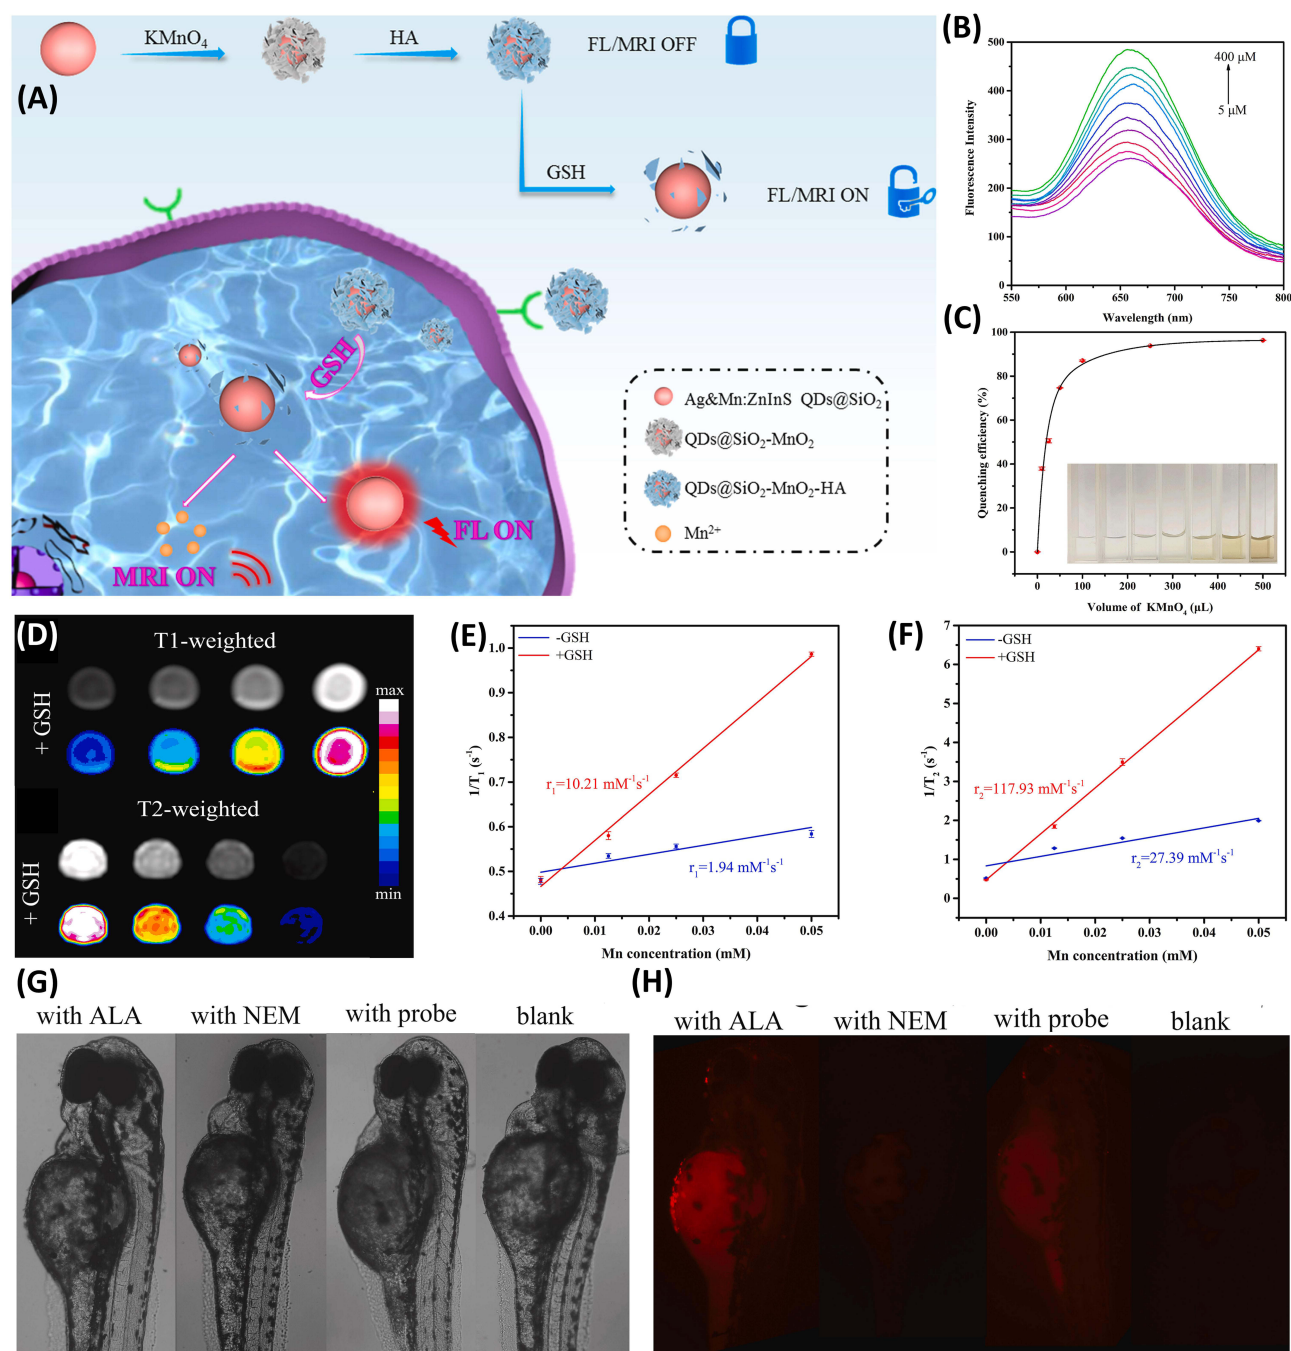 KMnO₄
HA
FL/MRI OFF
(A)
GSH
FL/MRI ON
GSH
MRI ON
FL ON
Ag&Mn:ZnInS QDs@SiO₂
QDs@SiO₂-MnO₂
QDs@SiO₂-MnO₂-HA
Mn²⁺
(B)
500
400
300
200
100
0
Fluorescence Intensity
400 μM
5 μM
550 600 650 700 750 800
Wavelength (nm)
(C)
100
80
60
40
20
0
Quenching efficiency (%)
0 100 200 300 400 500
Volume of KMnO₄ (μL)
(D)
T1-weighted
+ GSH
max
min
T2-weighted
+ GSH
(E)
-GSH
+GSH
1.0
0.9
0.8
0.7
0.6
0.5
0.4
1/T₁ (s⁻¹)
r₁=10.21 mM⁻¹s⁻¹
r₁=1.94 mM⁻¹s⁻¹
0.00 0.01 0.02 0.03 0.04 0.05
Mn concentration (mM)
(F)
-GSH
+GSH
7
6
5
4
3
2
1
0
1/T₂ (s⁻¹)
r₂=117.93 mM⁻¹s⁻¹
r₂=27.39 mM⁻¹s⁻¹
0.00 0.01 0.02 0.03 0.04 0.05
Mn concentration (mM)
(G)
with ALA with NEM with probe blank
(H)
with ALA with NEM with probe blank